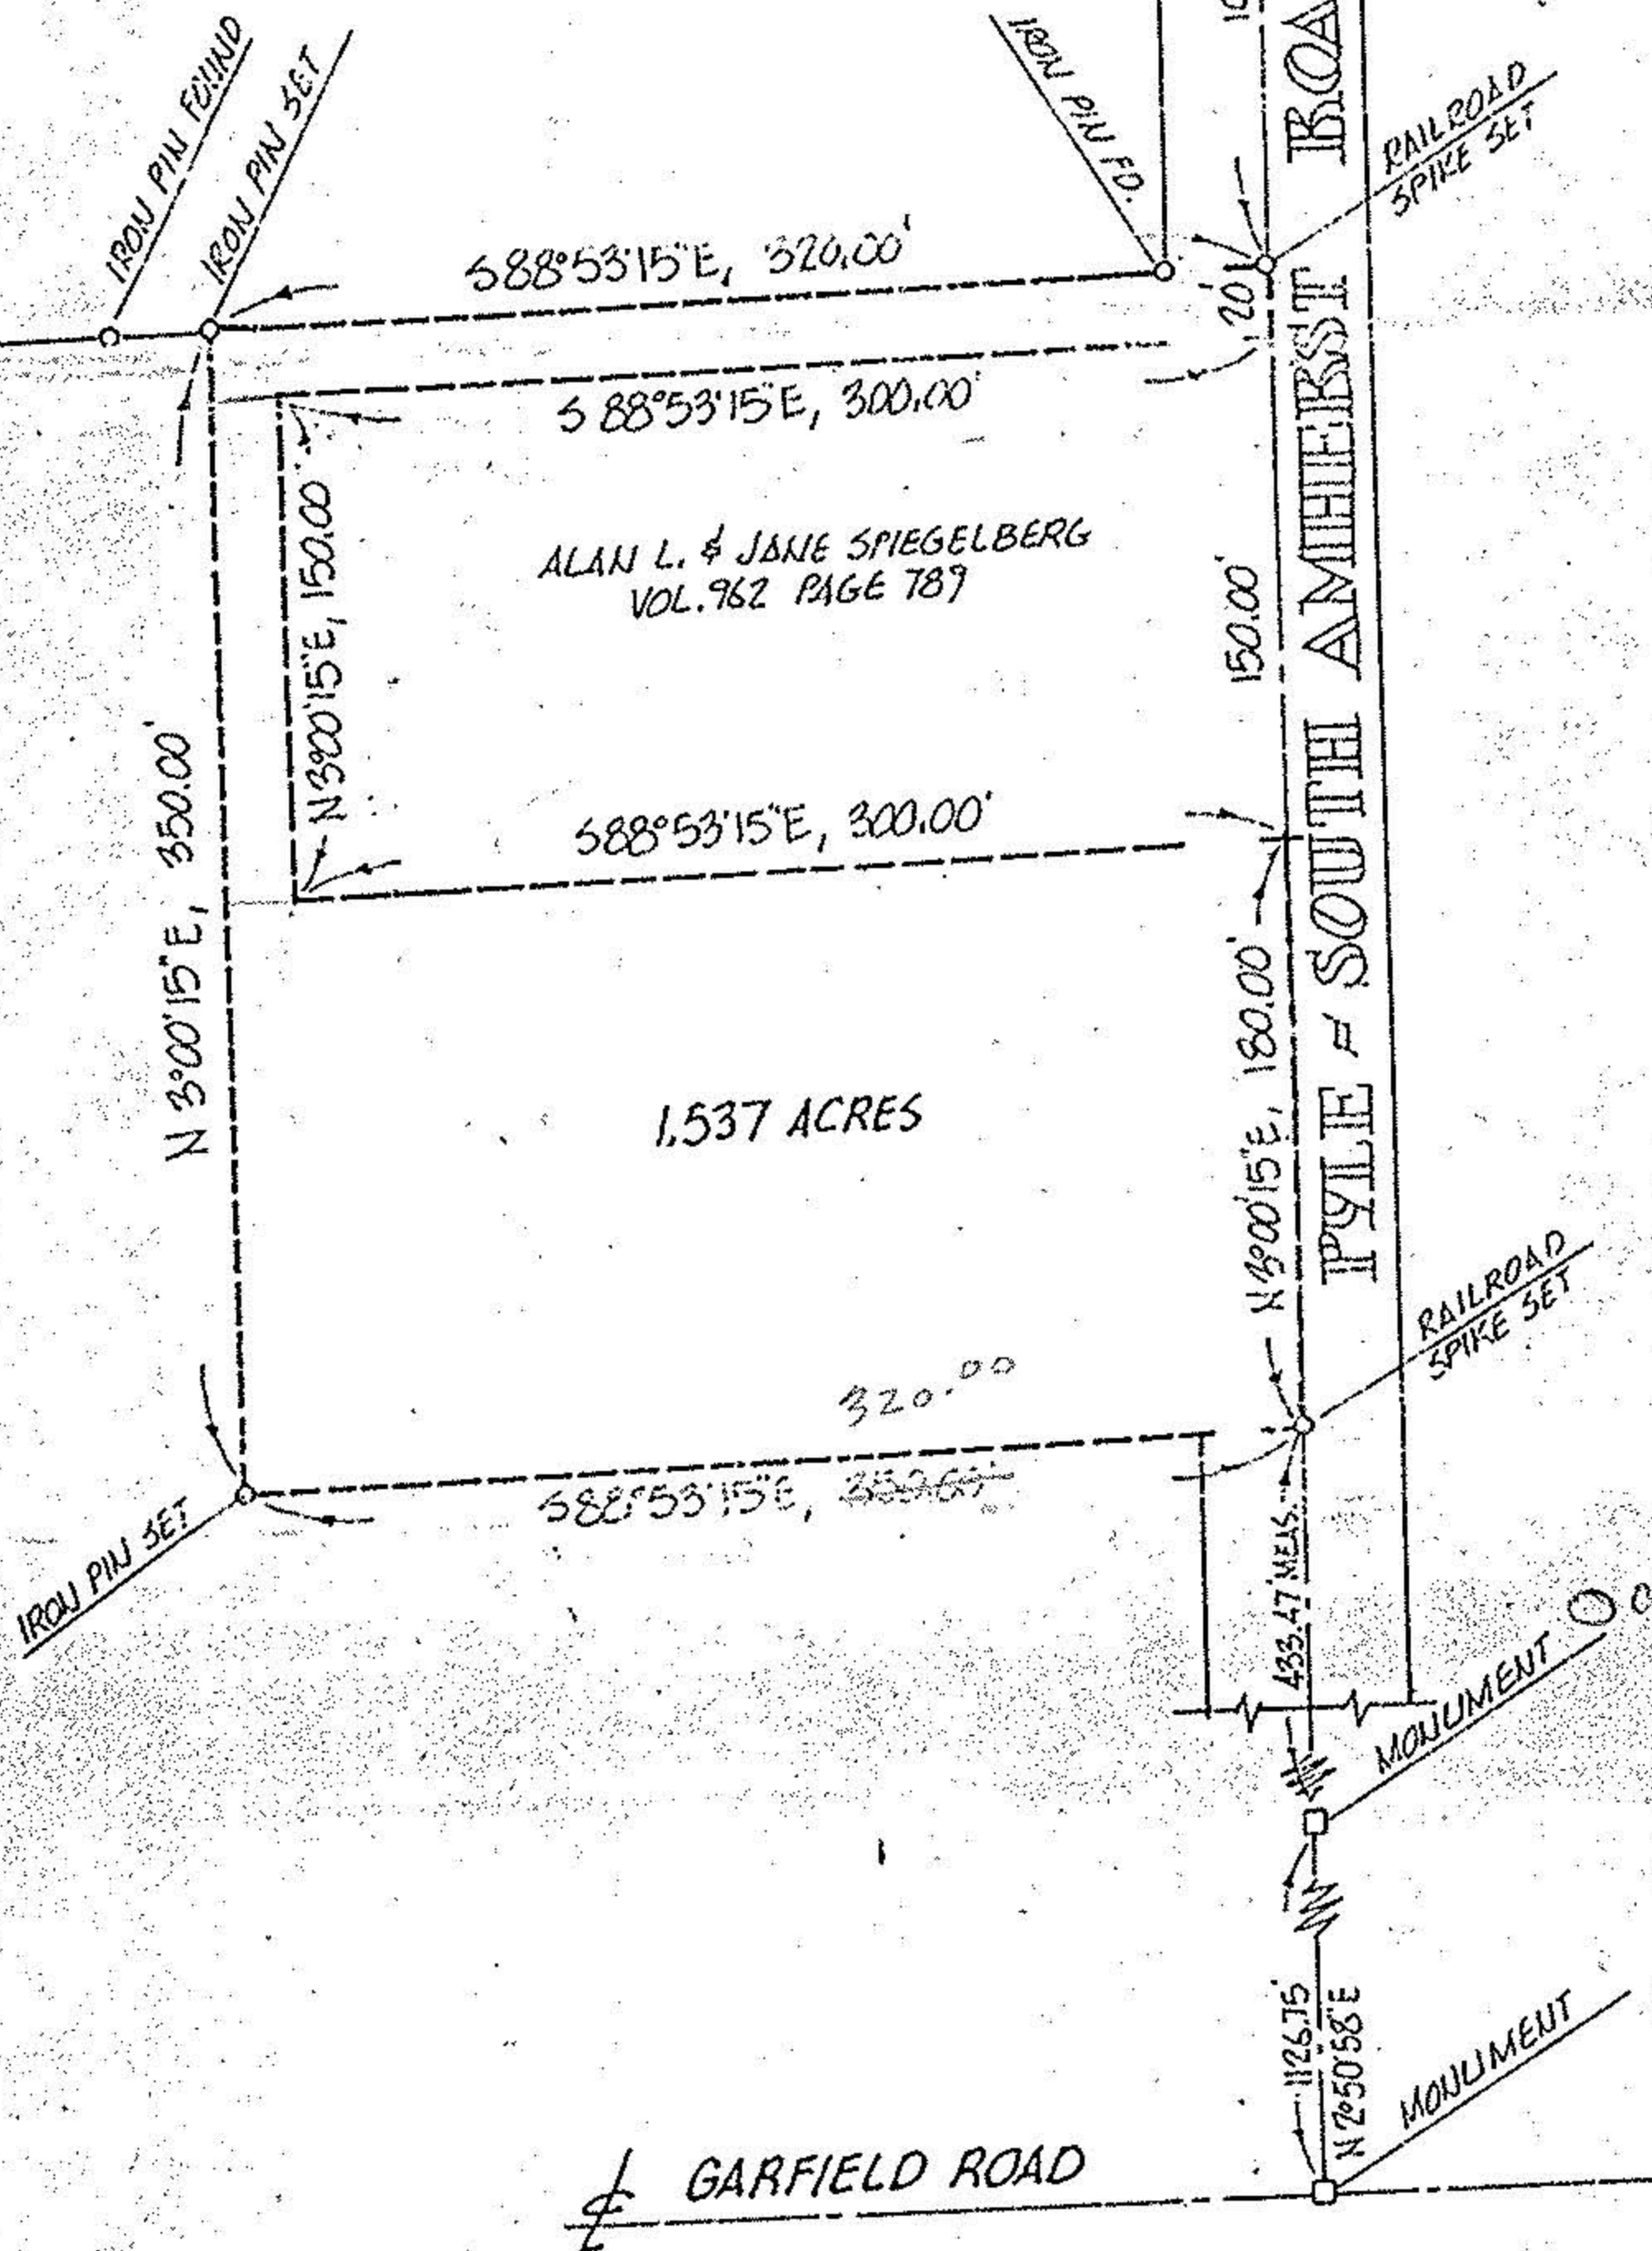 IRON PIN FOUND
IRON PIN SET
IRON PIN FD.
RAILROAD
SPIKE SET
S88°53'15"E, 320.00'
20'
S 88°53'15"E, 300.00'
N3°00'15"E, 150.00'
ALAN L. & JANE SPIEGELBERG
VOL. 962 PAGE 789
150.00'
N 3°00'15"E, 350.00'
S88°53'15"E, 300.00'
N3°00'15"E, 180.00'
PYLE = SOUTH AMHERST ROA
1.537 ACRES
RAILROAD
SPIKE SET
320.00
S88°53'15"E,
IRON PIN SET
433.47' MEAS.
MONUMENT
1126.75'
N 2°50'58"E
MONUMENT
GARFIELD ROAD